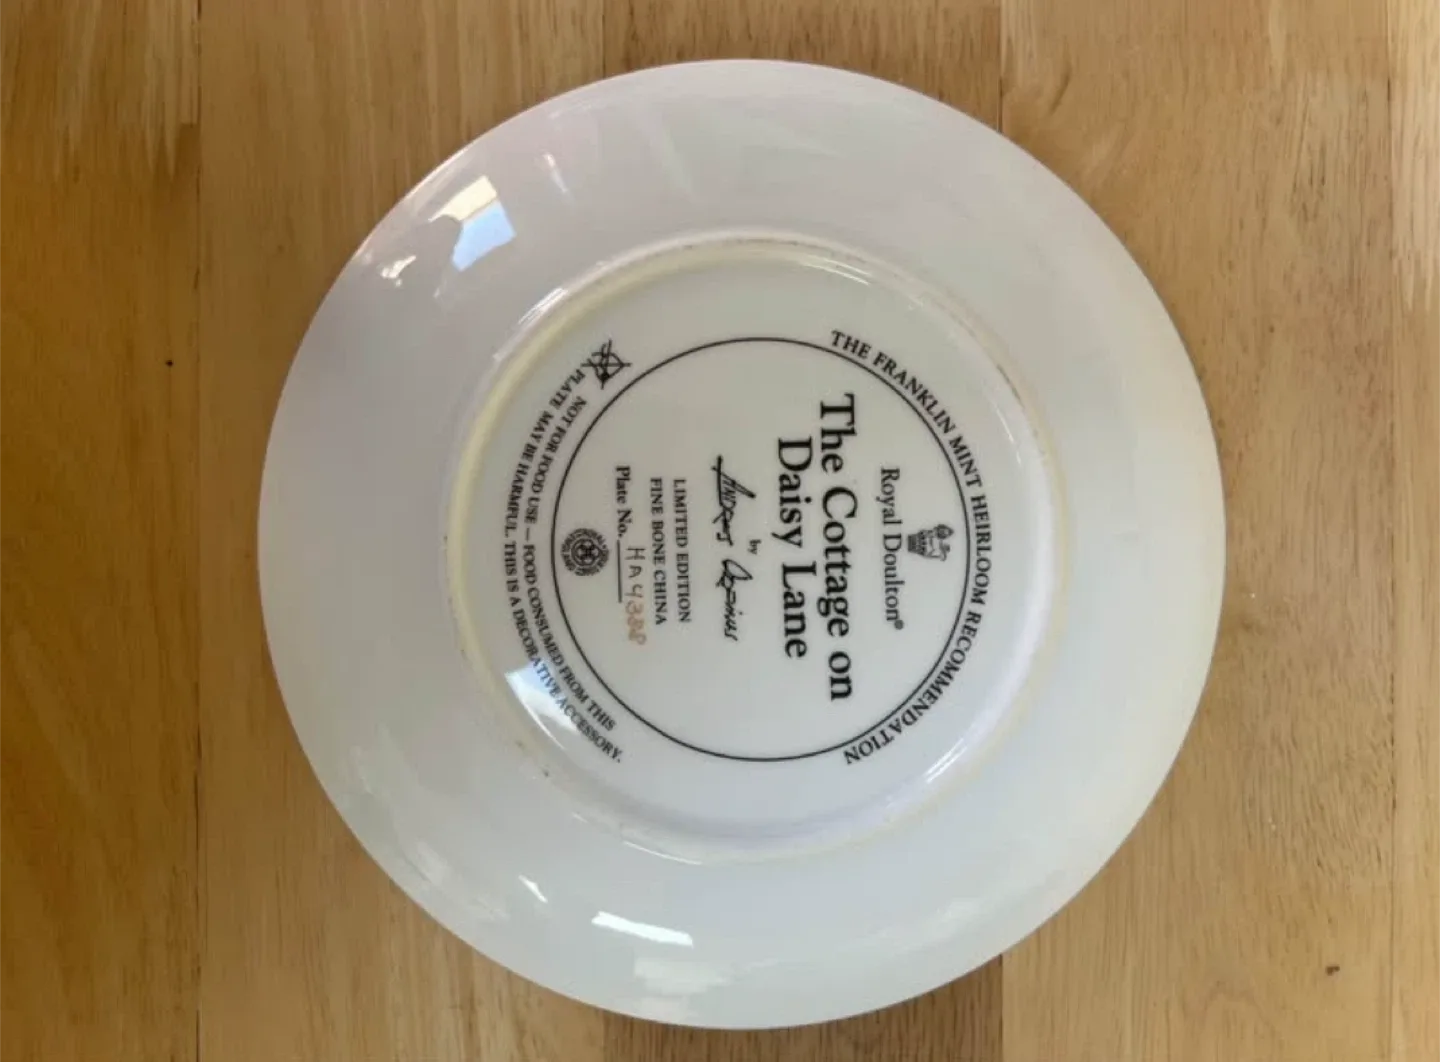 THE FRANKLIN MINT HEIRLOOM RECOMMENDATION
Royal Doulton®
The Cottage on
Daisy Lane
by
LIMITED EDITION
FINE BONE CHINA
Plate No. HA4388
NOT FOR FOOD USE — FOOD CONSUMED FROM THIS
PLATE MAY BE HARMFUL. THIS IS A DECORATIVE ACCESSORY.